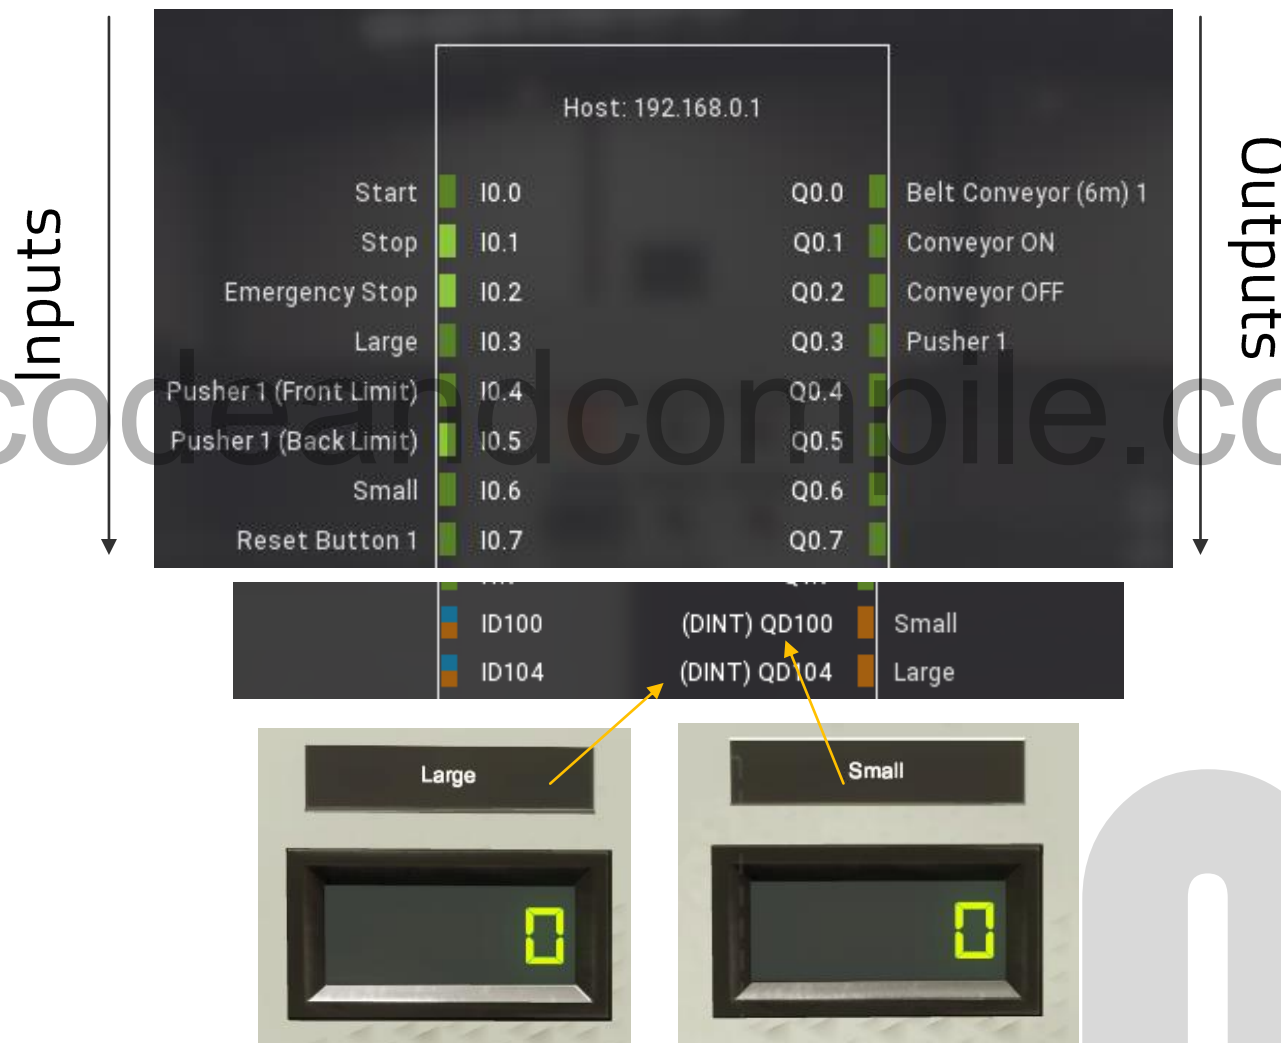 Inputs
Outputs
Host: 192.168.0.1
Start I0.0 Q0.0 Belt Conveyor (6m) 1
Stop I0.1 Q0.1 Conveyor ON
Emergency Stop I0.2 Q0.2 Conveyor OFF
Large I0.3 Q0.3 Pusher 1
Pusher 1 (Front Limit) I0.4 Q0.4
codeandcompile.co
Pusher 1 (Back Limit) I0.5 Q0.5
Small I0.6 Q0.6
Reset Button 1 I0.7 Q0.7
ID100 (DINT) QD100 Small
ID104 (DINT) QD104 Large
Large
Small
0
0